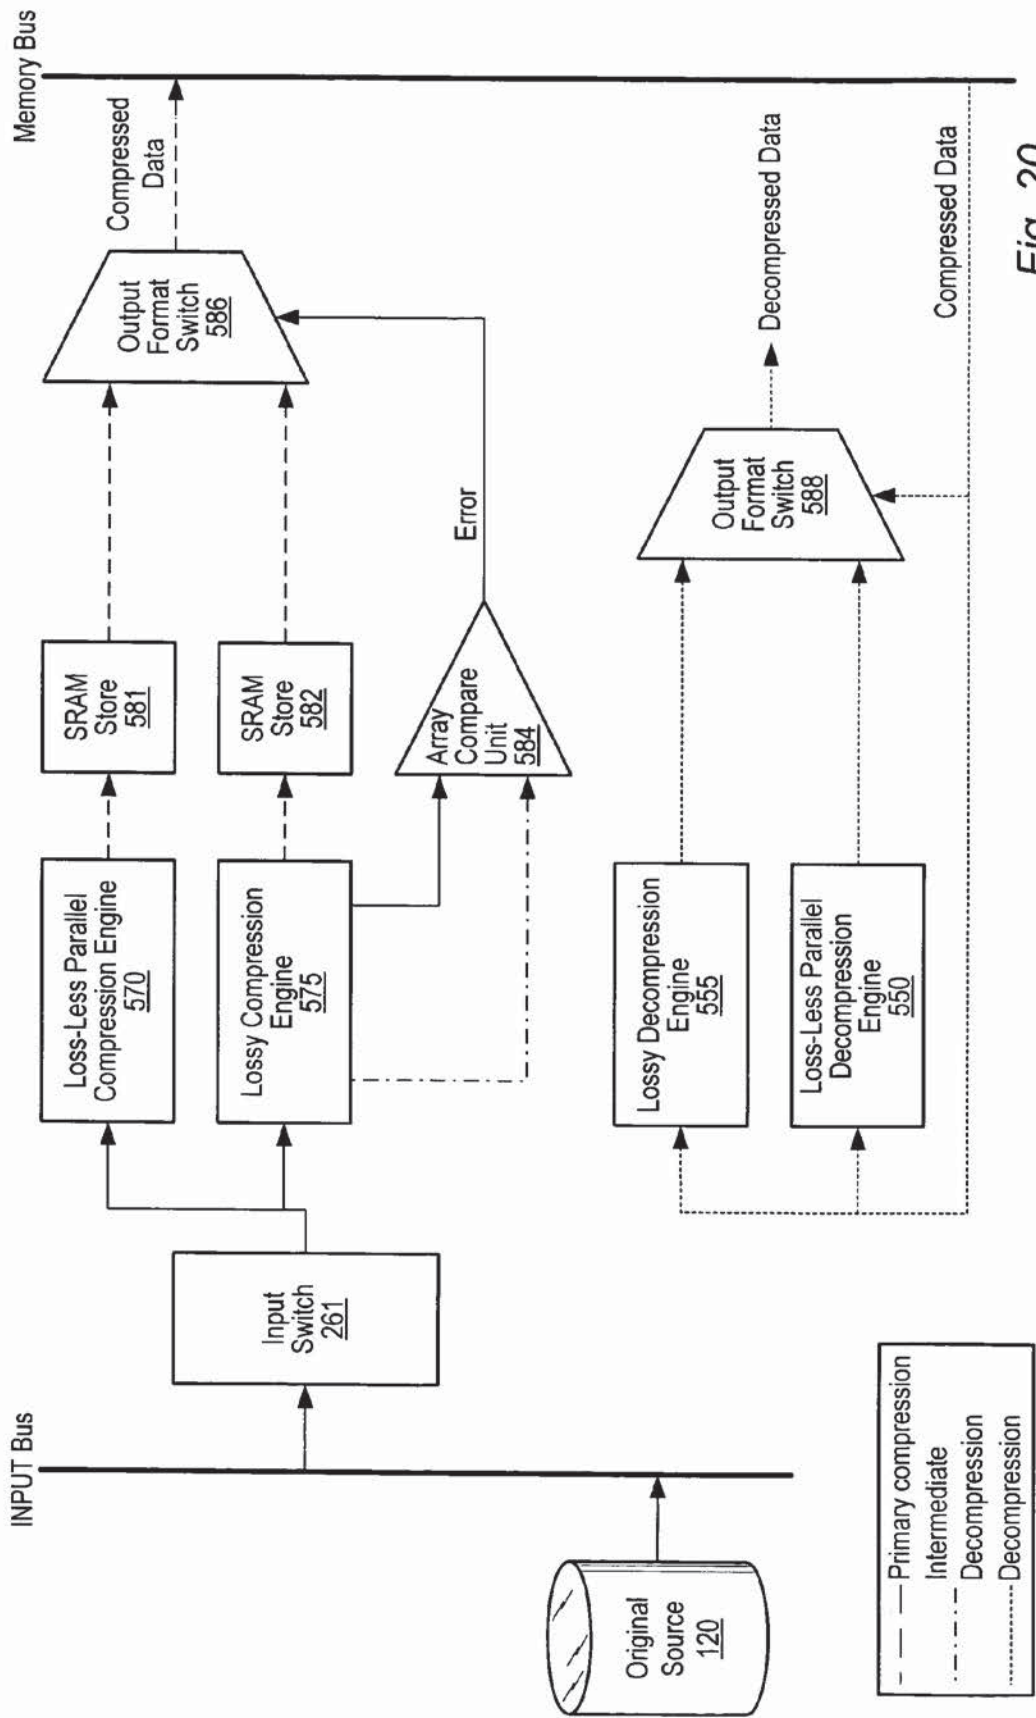 INPUT Bus
Memory Bus
Original
Source
120
Input
Switch
261
Loss-Less Parallel
Compression Engine
570
Lossy Compression
Engine
575
SRAM
Store
581
SRAM
Store
582
Array
Compare
Unit
584
Error
Output
Format
Switch
586
Compressed
Data
Lossy Decompression
Engine
555
Loss-Less Parallel
Decompression
Engine
550
Output
Format
Switch
588
Decompressed Data
Compressed Data
Primary compression
Intermediate
Decompression
Decompression
Fig. 20